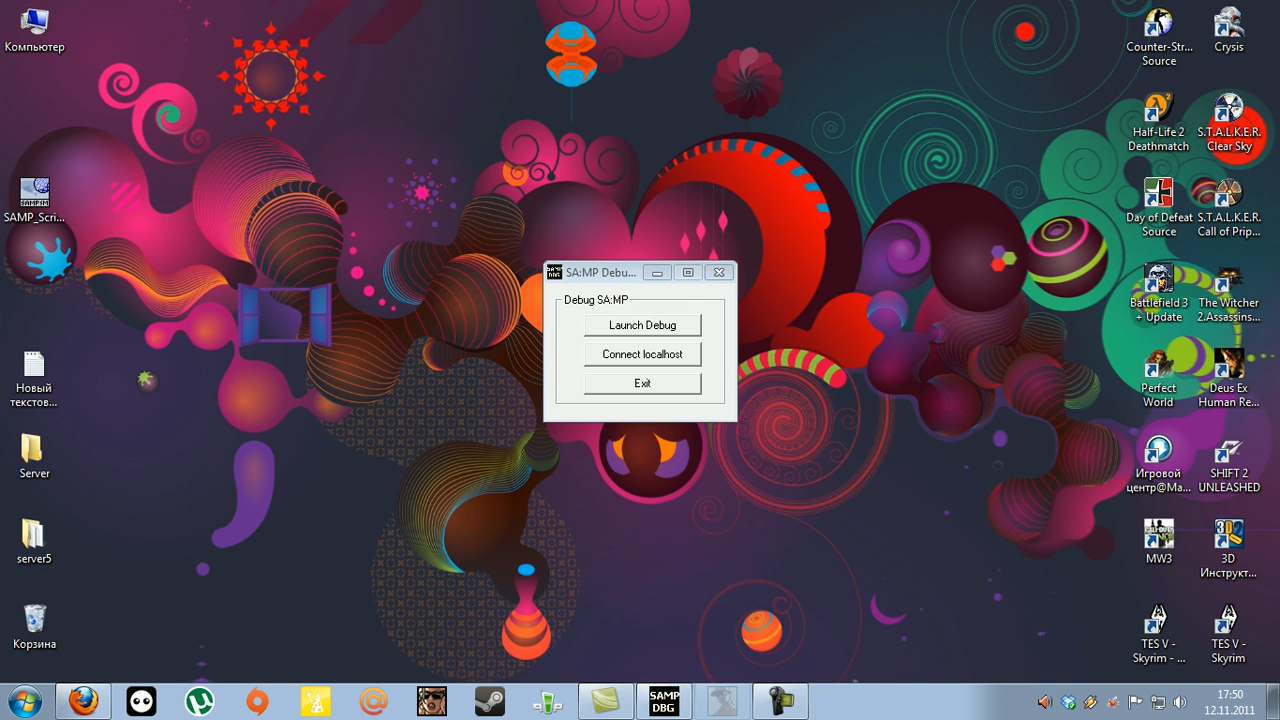 Компьютер
SAMPSM
SAMP_Scri...
Новый
текстов...
Server
server5
Корзина
SA:MP Debu...
Debug SA:MP
Launch Debug
Connect localhost
Exit
Counter-Str...
Source
Crysis
Half-Life 2
Deathmatch
S.T.A.L.K.E.R.
Clear Sky
Day of Defeat
Source
S.T.A.L.K.E.R.
Call of Prip...
Battlefield 3
+ Update
The Witcher
2.Assassins...
Perfect
World
Deus Ex
Human Re...
Игровой
центр@Ma...
SHIFT 2
UNLEASHED
MW3
3D
Инструкт...
TES V -
Skyrim - ...
TES V -
Skyrim
SAMP
DBG
17:50
12.11.2011